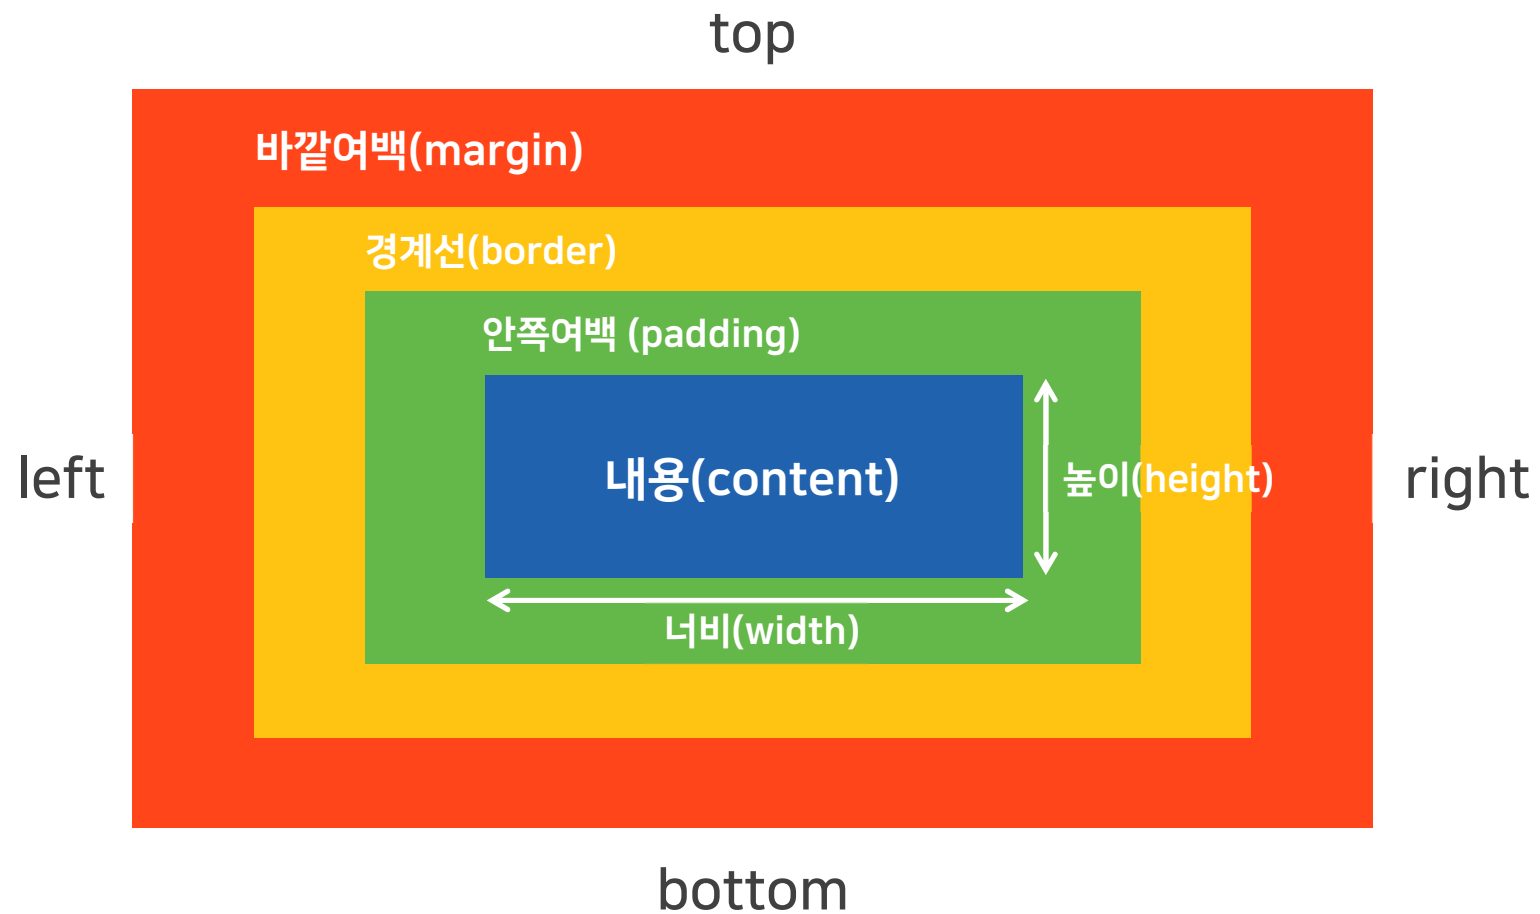 top
바깥여백(margin)
경계선(border)
안쪽여백 (padding)
left
내용(content)
높이(height)
right
너비(width)
bottom